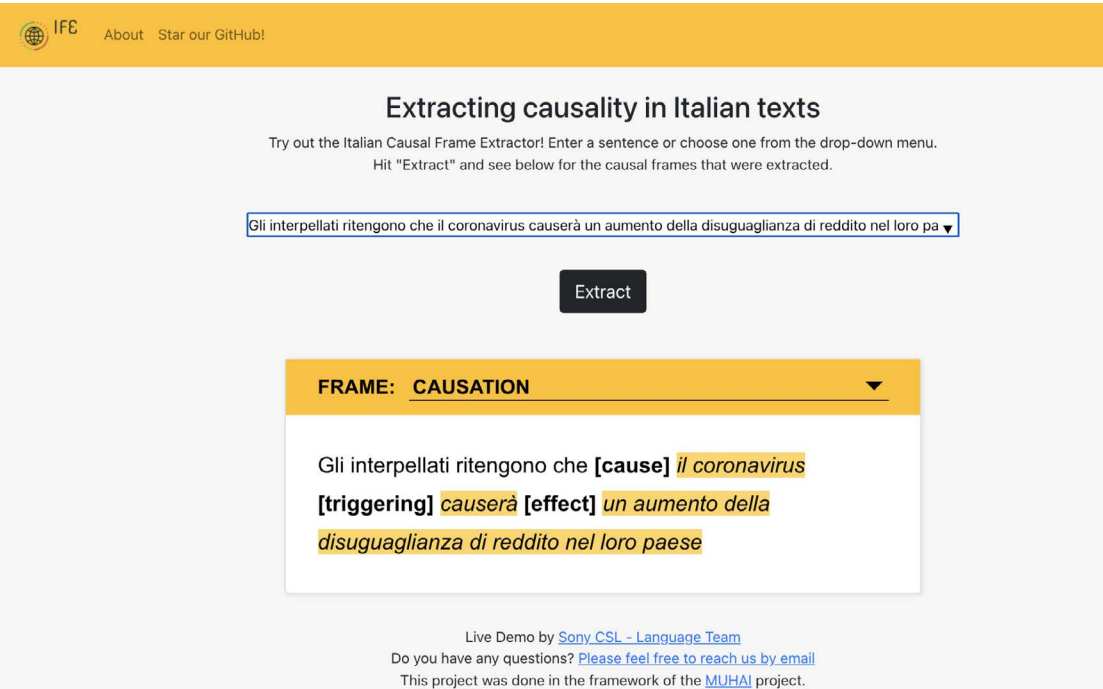 IFE
About Star our GitHub!
Extracting causality in Italian texts
Try out the Italian Causal Frame Extractor! Enter a sentence or choose one from the drop-down menu.
Hit "Extract" and see below for the causal frames that were extracted.
Gli interpellati ritengono che il coronavirus causerà un aumento della disuguaglianza di reddito nel loro pa
Extract
FRAME: CAUSATION
Gli interpellati ritengono che [cause] il coronavirus
[triggering] causerà [effect] un aumento della
disuguaglianza di reddito nel loro paese
Live Demo by Sony CSL - Language Team
Do you have any questions? Please feel free to reach us by email
This project was done in the framework of the MUHAI project.